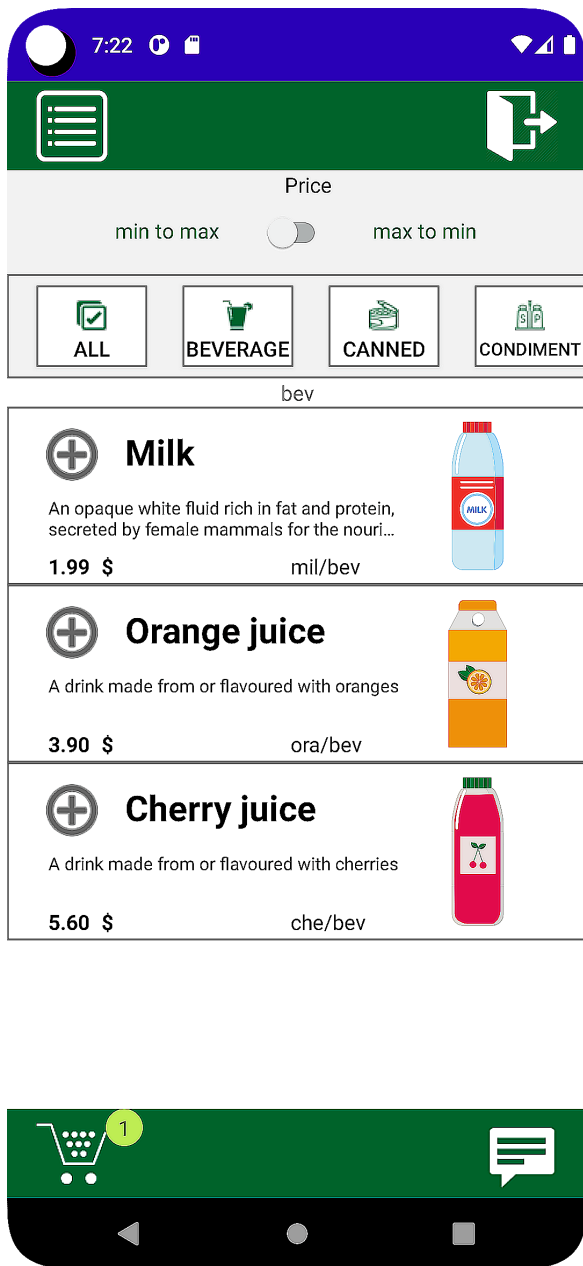 7:22
Price
min to max
max to min
ALL
BEVERAGE
CANNED
S P
CONDIMENT
bev
Milk
An opaque white fluid rich in fat and protein,
secreted by female mammals for the nouri...
MILK
1.99 $
mil/bev
Orange juice
A drink made from or flavoured with oranges
3.90 $
ora/bev
Cherry juice
A drink made from or flavoured with cherries
5.60 $
che/bev
1